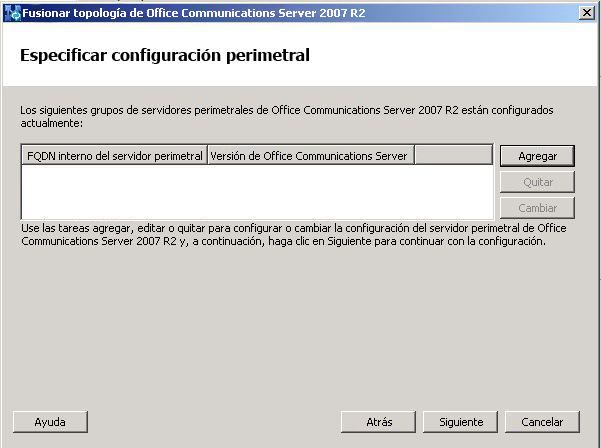 Fusionar topología de Office Communications Server 2007 R2
Especificar configuración perimetral
Los siguientes grupos de servidores perimetrales de Office Communications Server 2007 R2 están configurados
actualmente:
FQDN interno del servidor perimetral Versión de Office Communications Server
Agregar
Quitar
Cambiar
Use las tareas agregar, editar o quitar para configurar o cambiar la configuración del servidor perimetral de Office
Communications Server 2007 R2 y, a continuación, haga clic en Siguiente para continuar con la configuración.
Ayuda Atrás Siguiente Cancelar